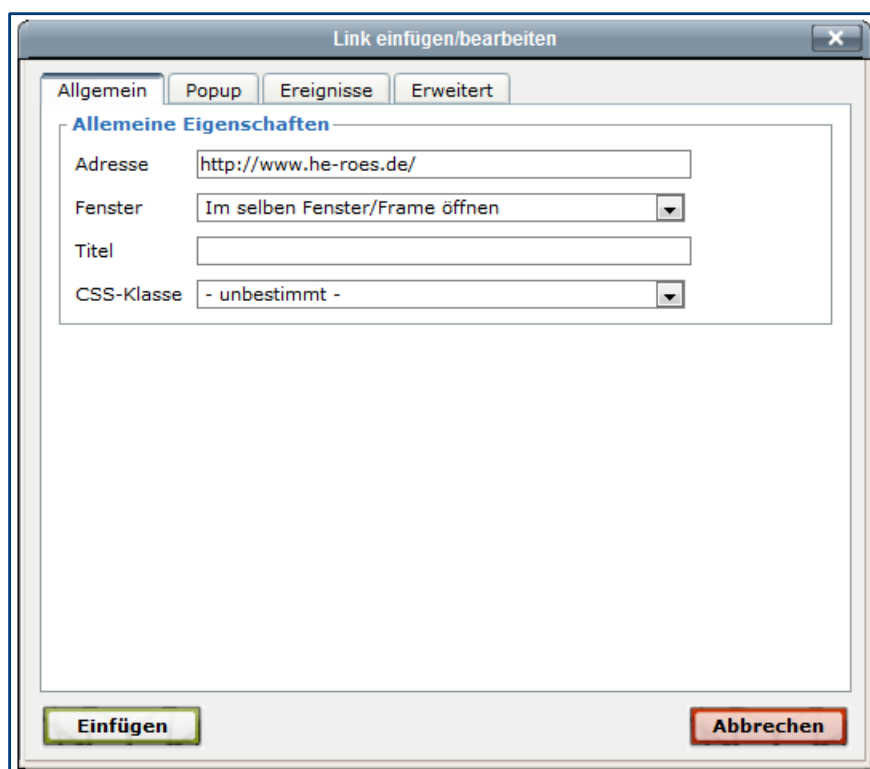 Link einfügen/bearbeiten
Allgemein Popup Ereignisse Erweitert
Allemeine Eigenschaften
Adresse http://www.he-roes.de/
Fenster Im selben Fenster/Frame öffnen
Titel
CSS-Klasse - unbestimmt -
Einfügen Abbrechen